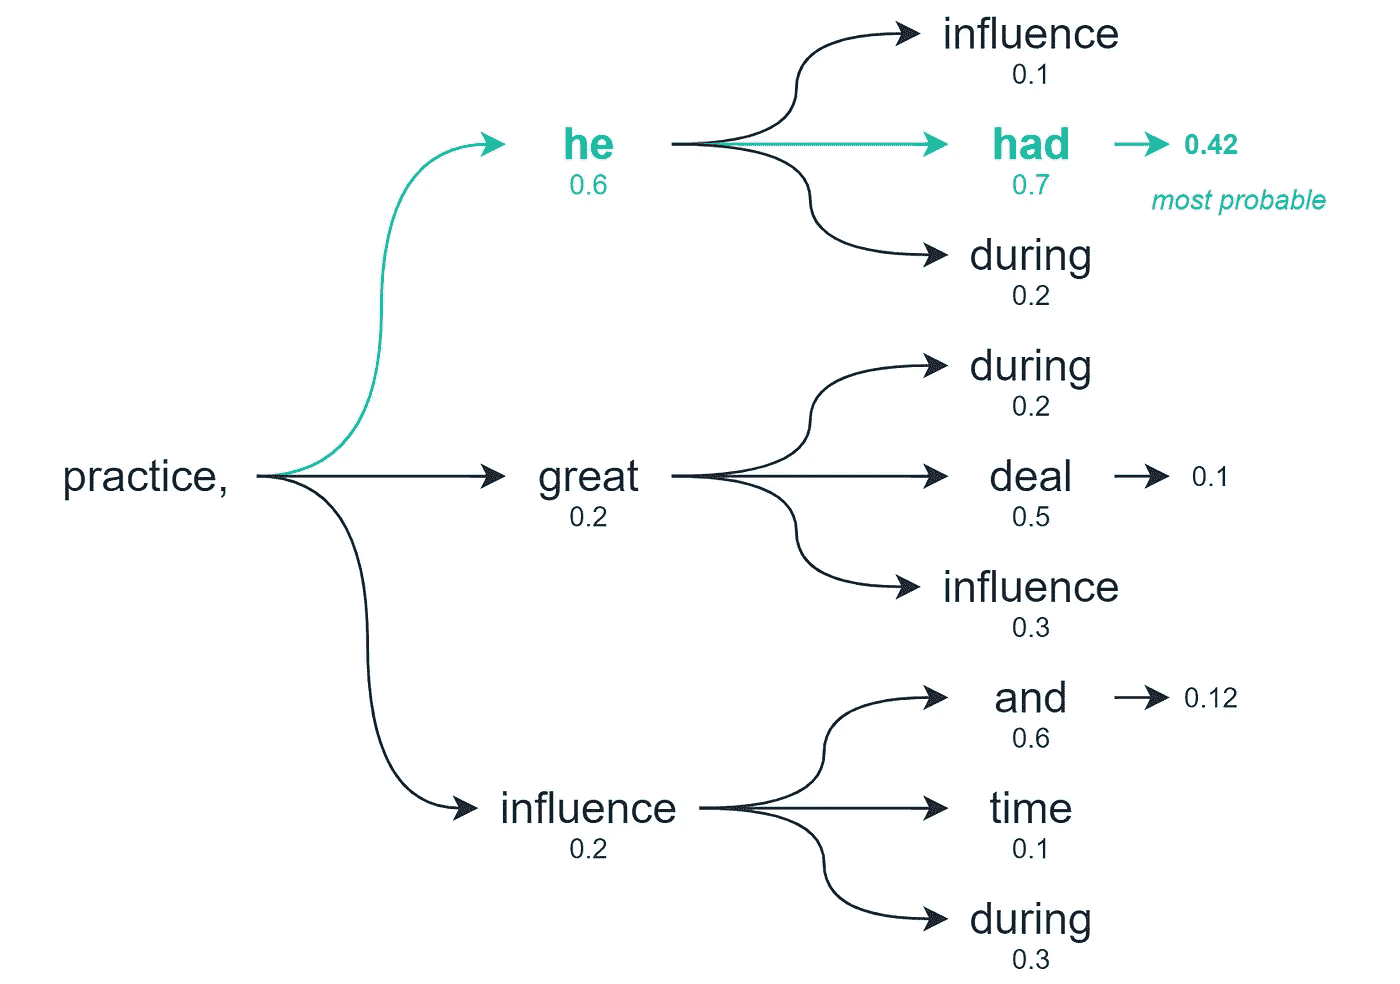 influence
0.1
he
0.6
had
0.7
0.42
most probable
during
0.2
during
0.2
practice,
great
0.2
deal
0.5
0.1
influence
0.3
and
0.6
0.12
influence
0.2
time
0.1
during
0.3